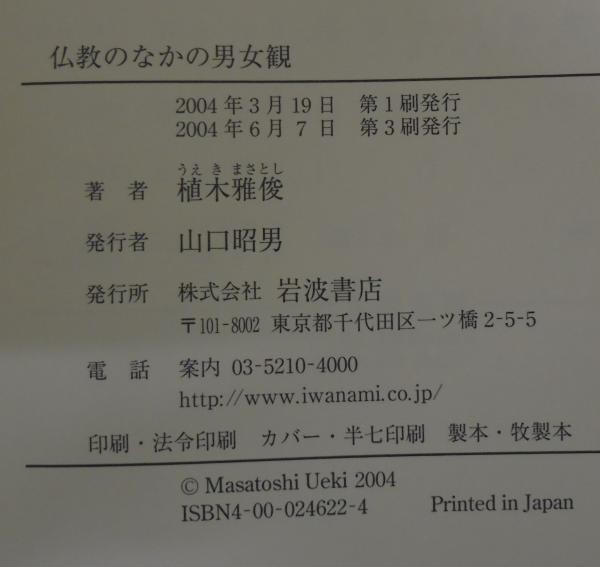 仏教のなかの男女観
2004年3月19日　第1刷発行
2004年6月7日　第3刷発行
うえ き まさとし
著　者　植木雅俊
発行者　山口昭男
発行所　株式会社 岩波書店
〒101-8002 東京都千代田区一ツ橋2-5-5
電　話　案内 03-5210-4000
http://www.iwanami.co.jp/
印刷・法令印刷　カバー・半七印刷　製本・牧製本
© Masatoshi Ueki 2004
ISBN4-00-024622-4　Printed in Japan